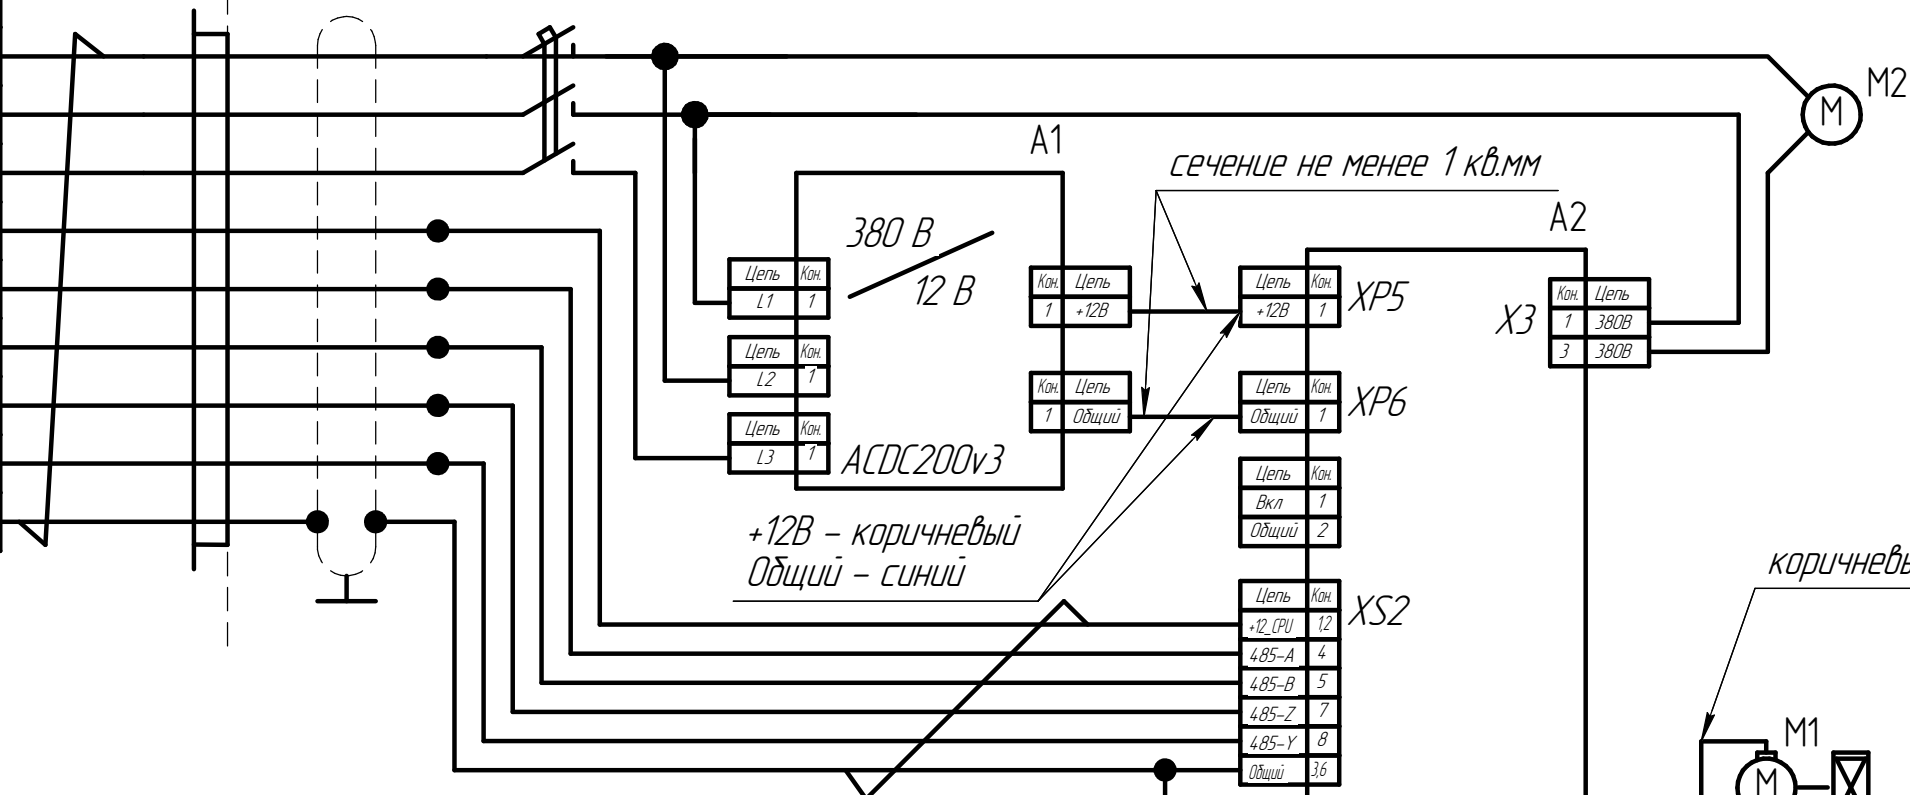 M2
M
A1
сечение не менее 1 кв.мм
A2
380 В
12 В
Цепь Кон.
L1 1
Кон. Цепь
1 +12В
Цепь Кон.
+12В 1
XP5
X3
Кон. Цепь
1 380В
3 380В
Цепь Кон.
L2 1
Кон. Цепь
1 Общий
Цепь Кон.
Общий 1
XP6
Цепь Кон.
L3 1
ACDC200v3
Цепь Кон.
Вкл 1
Общий 2
+12В – коричневый
Общий – синий
коричневы
Цепь Кон.
+12_CPU 1,2
485-A 4
485-B 5
485-Z 7
485-Y 8
Общий 3,6
XS2
M1
M